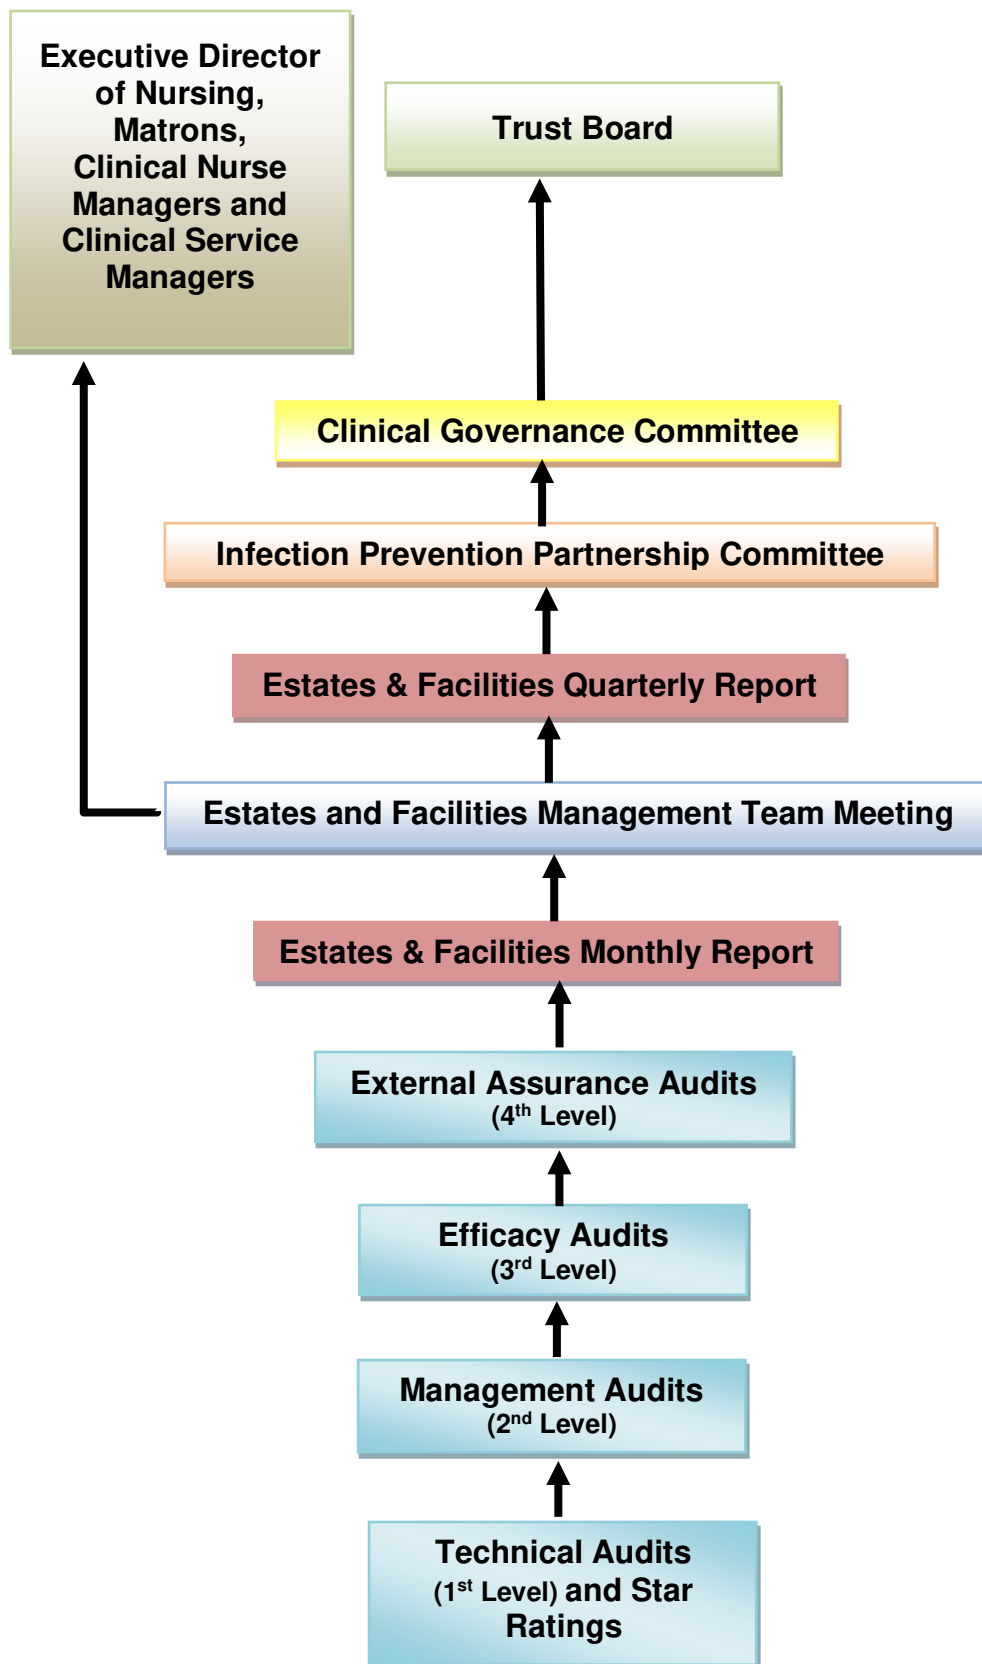 Executive Director
of Nursing,
Matrons,
Clinical Nurse
Managers and
Clinical Service
Managers
Trust Board
Clinical Governance Committee
Infection Prevention Partnership Committee
Estates & Facilities Quarterly Report
Estates and Facilities Management Team Meeting
Estates & Facilities Monthly Report
External Assurance Audits
(4th Level)
Efficacy Audits
(3rd Level)
Management Audits
(2nd Level)
Technical Audits
(1st Level) and Star
Ratings